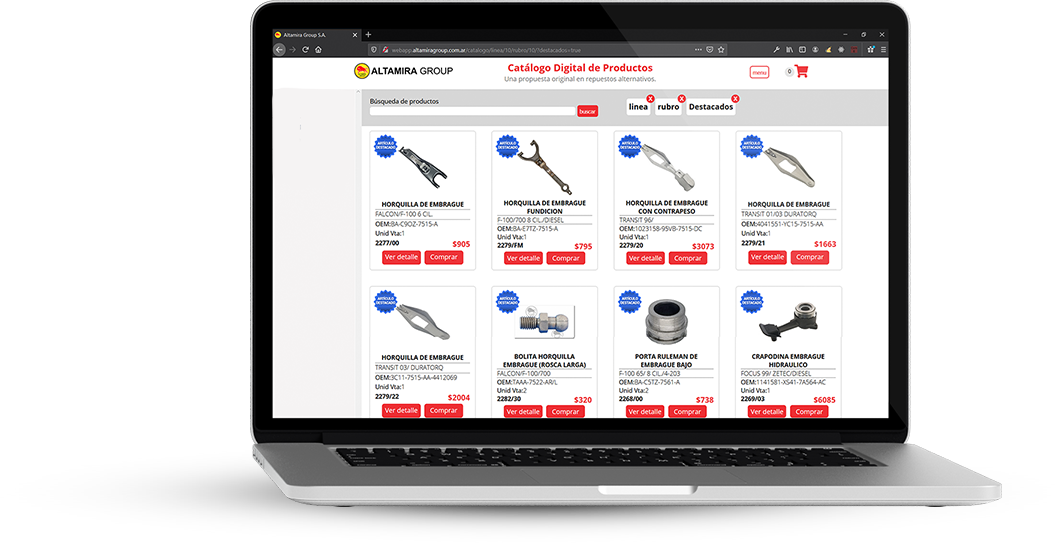 Altamira Group S.A.
webapp.altamiragroup.com.ar/catalogo/linea/10/rubro/10/1destacados=true
ALTAMIRA GROUP
Catálogo Digital de Productos
Una propuesta original en repuestos alternativos.
menu
0
Búsqueda de productos
buscar
linea X
rubro X
Destacados X
ARTÍCULO DESTACADO
HORQUILLA DE EMBRAGUE
FALCON/F-100 6 CIL.
OEM:BA-C9OZ-7515-A
Unid Vta:1
2277/00 $905
Ver detalle Comprar
ARTÍCULO DESTACADO
HORQUILLA DE EMBRAGUE
FUNDICION
F-100/700 8 CIL./DIESEL
OEM:BA-E7TZ-7515-A
Unid Vta:1
2279/FM $795
Ver detalle Comprar
ARTÍCULO DESTACADO
HORQUILLA DE EMBRAGUE
CON CONTRAPESO
TRANSIT 96/
OEM:1023158-95VB-7515-DC
Unid Vta:1
2279/20 $3073
Ver detalle Comprar
ARTÍCULO DESTACADO
HORQUILLA DE EMBRAGUE
TRANSIT 01/03 DURATORQ
OEM:4041551-YC15-7515-AA
Unid Vta:1
2279/21 $1663
Ver detalle Comprar
ARTÍCULO DESTACADO
HORQUILLA DE EMBRAGUE
TRANSIT 03/ DURATORQ
OEM:3C11-7515-AA-4412069
Unid Vta:1
2279/22 $2004
Ver detalle Comprar
ARTÍCULO DESTACADO
BOLITA HORQUILLA
EMBRAGUE (ROSCA LARGA)
FALCON/F-100/700
OEM:TAAA-7522-AR/L
Unid Vta:2
2282/30 $320
Ver detalle Comprar
ARTÍCULO DESTACADO
PORTA RULEMAN DE
EMBRAGUE BAJO
F-100 65/ 8 CIL./4-203
OEM:BA-C5TZ-7561-A
Unid Vta:2
2268/00 $738
Ver detalle Comprar
ARTÍCULO DESTACADO
CRAPODINA EMBRAGUE
HIDRAULICO
FOCUS 99/ ZETEC/DIESEL
OEM:1141581-XS41-7A564-AC
Unid Vta:1
2269/03 $6085
Ver detalle Comprar